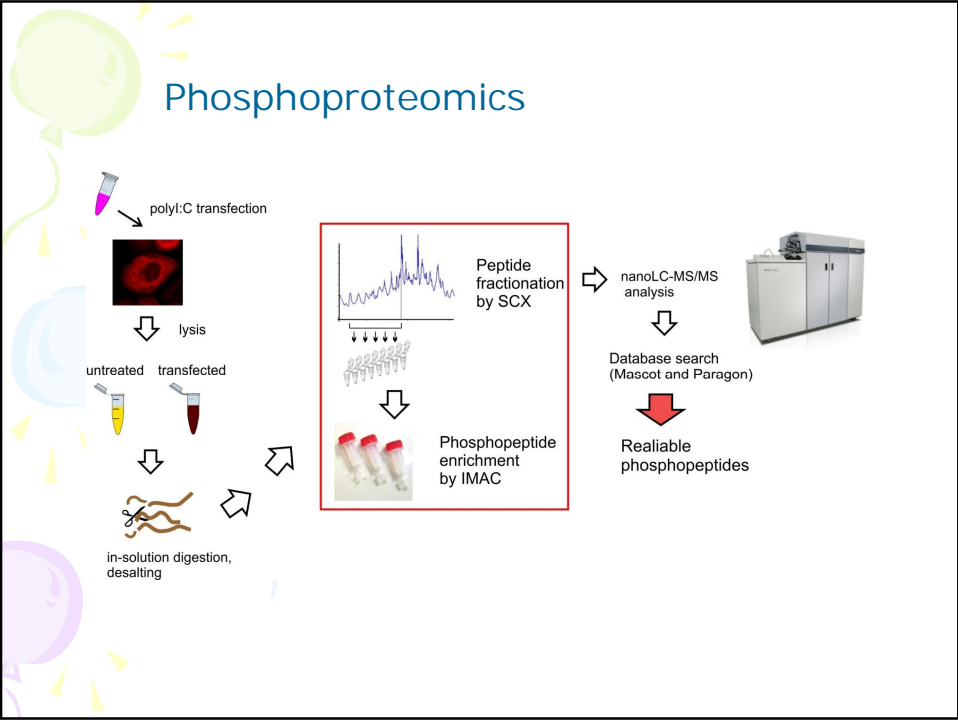 Phosphoproteomics
polyI:C transfection
lysis
untreated transfected
in-solution digestion,
desalting
Peptide
fractionation
by SCX
Phosphopeptide
enrichment
by IMAC
nanoLC-MS/MS
analysis
Database search
(Mascot and Paragon)
Realiable
phosphopeptides